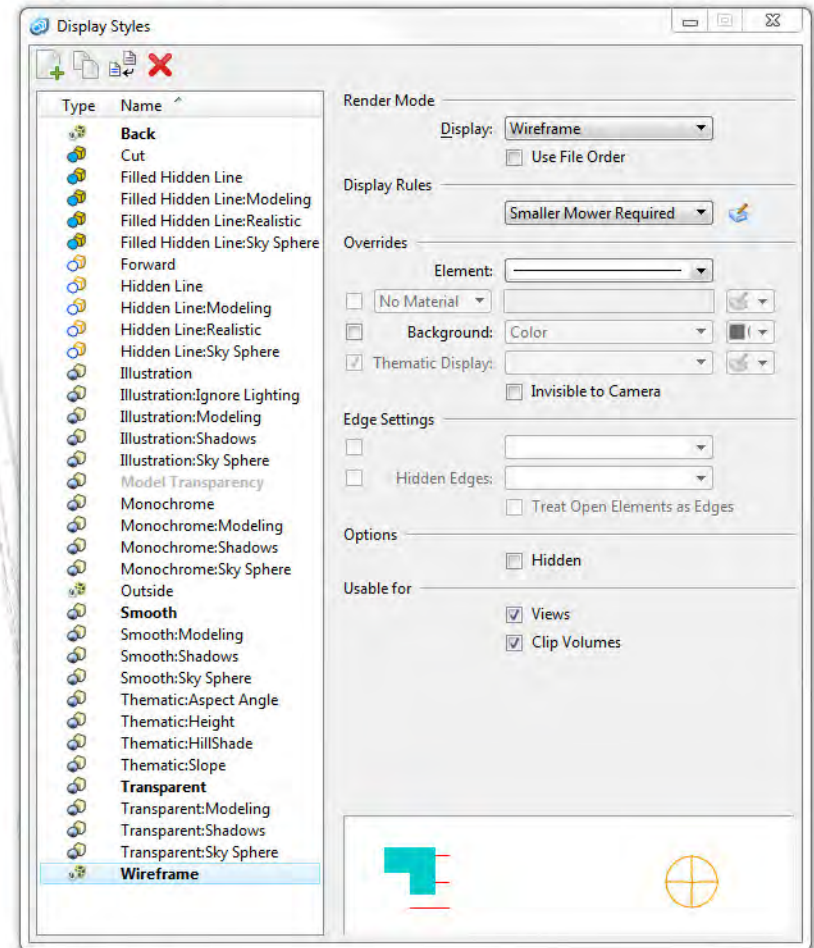 Display Styles
Type Name
Back
Cut
Filled Hidden Line
Filled Hidden Line:Modeling
Filled Hidden Line:Realistic
Filled Hidden Line:Sky Sphere
Forward
Hidden Line
Hidden Line:Modeling
Hidden Line:Realistic
Hidden Line:Sky Sphere
Illustration
Illustration:Ignore Lighting
Illustration:Modeling
Illustration:Shadows
Illustration:Sky Sphere
Model Transparency
Monochrome
Monochrome:Modeling
Monochrome:Shadows
Monochrome:Sky Sphere
Outside
Smooth
Smooth:Modeling
Smooth:Shadows
Smooth:Sky Sphere
Thematic:Aspect Angle
Thematic:Height
Thematic:HillShade
Thematic:Slope
Transparent
Transparent:Modeling
Transparent:Shadows
Transparent:Sky Sphere
Wireframe
Render Mode
Display: Wireframe
Use File Order
Display Rules
Smaller Mower Required
Overrides
Element:
No Material
Background: Color
Thematic Display:
Invisible to Camera
Edge Settings
Hidden Edges:
Treat Open Elements as Edges
Options
Hidden
Usable for
Views
Clip Volumes